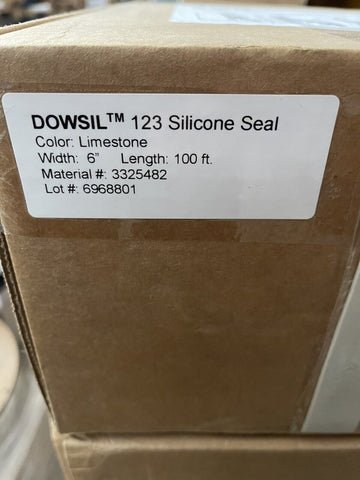 DOWSIL™ 123 Silicone Seal
Color: Limestone
Width: 6" Length: 100 ft.
Material #: 3325482
Lot #: 6968801